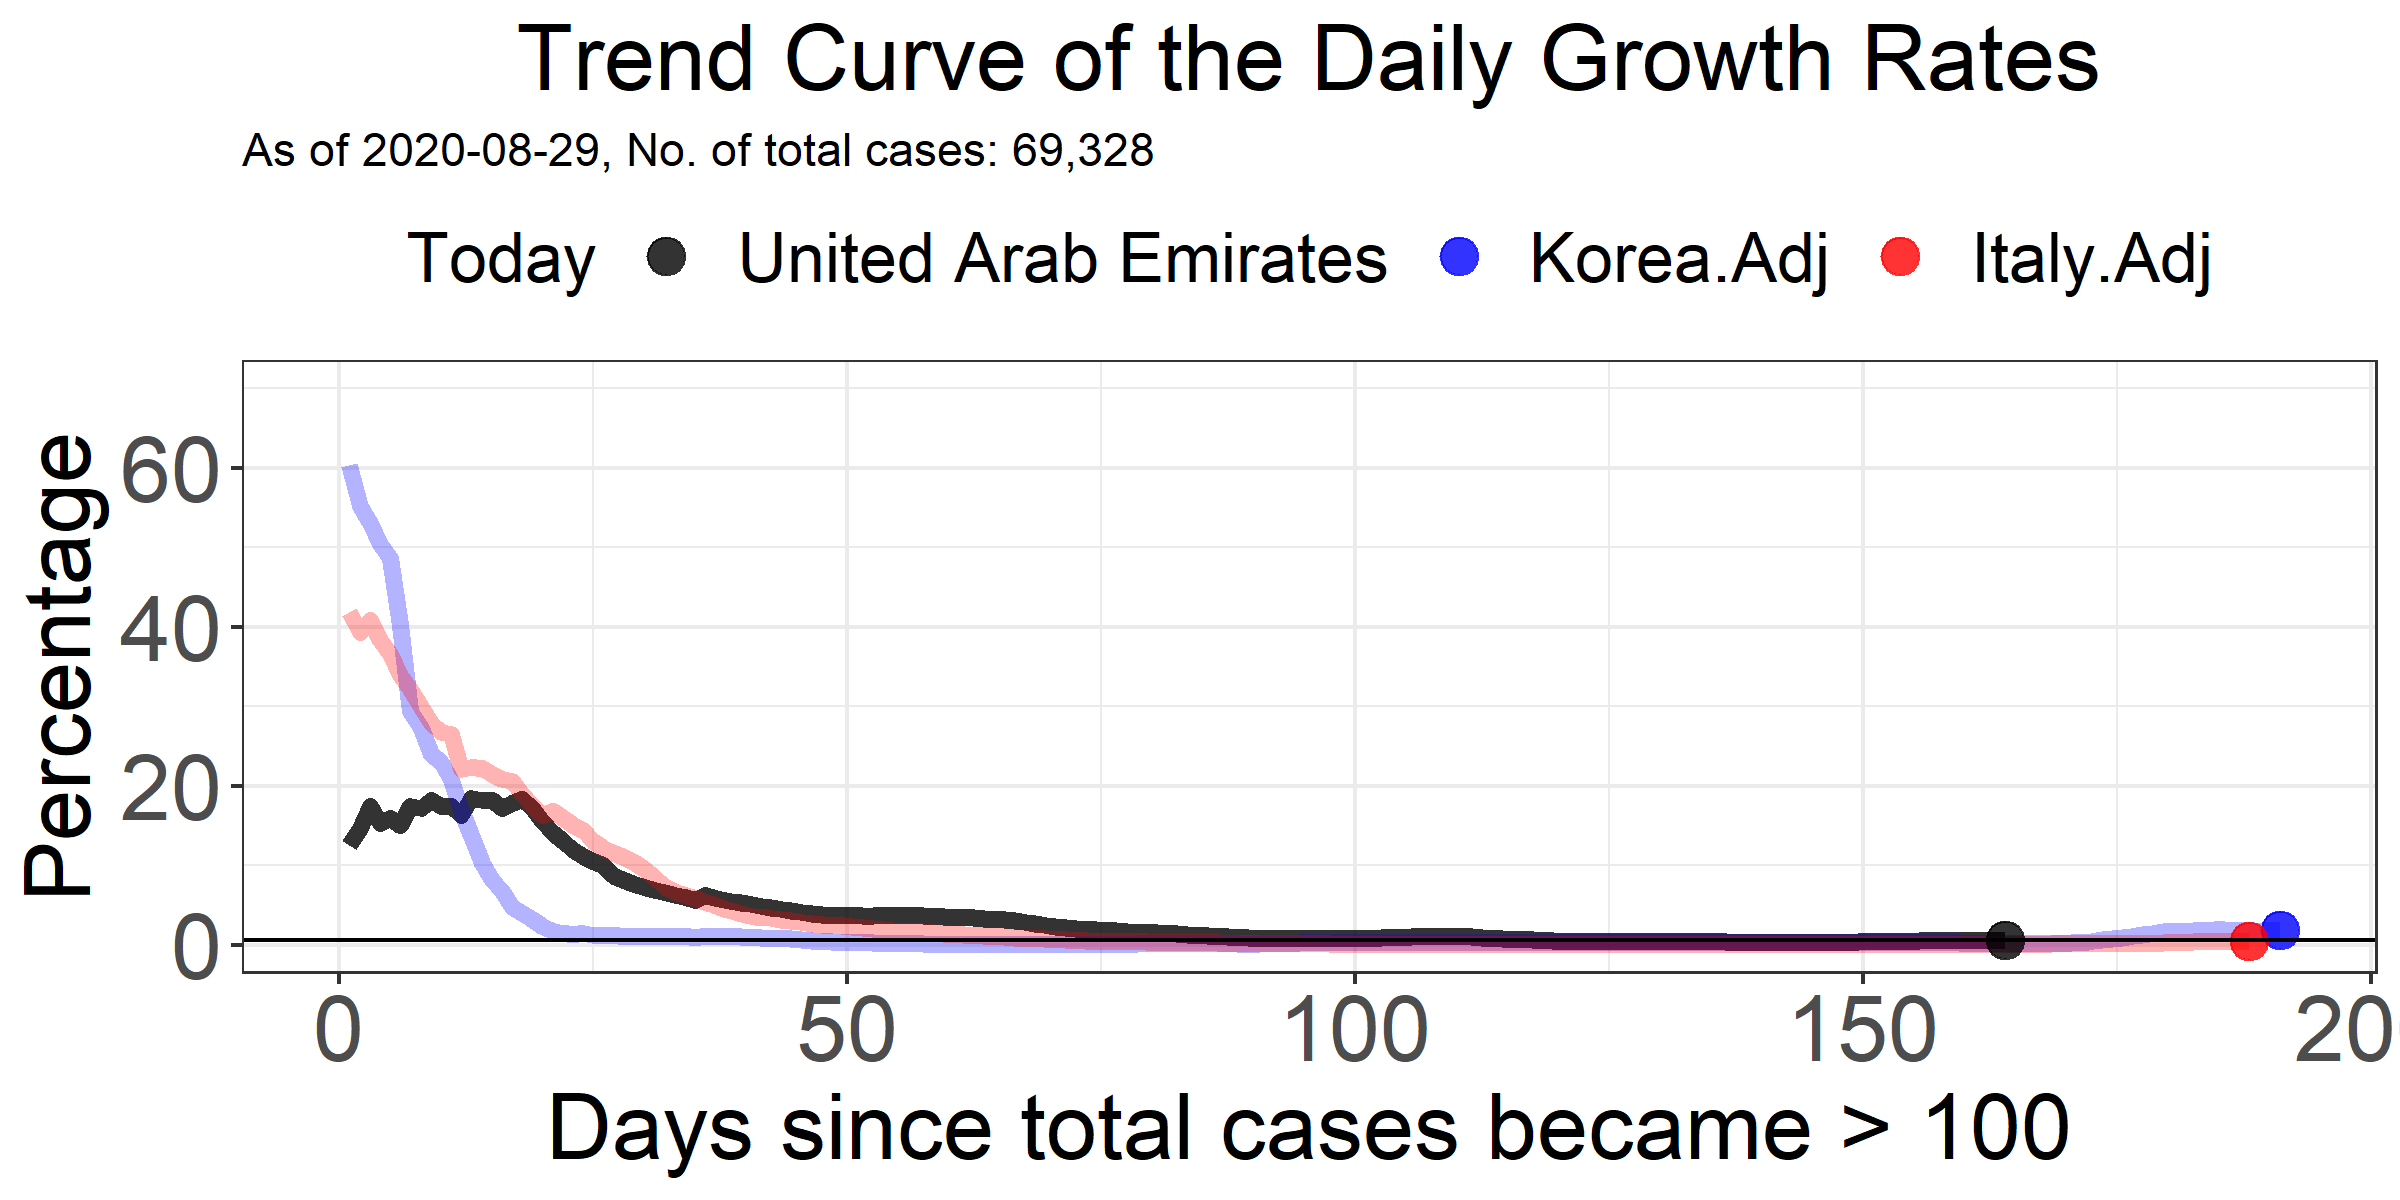 Trend Curve of the Daily Growth Rates
As of 2020-08-29, No. of total cases: 69,328
Today United Arab Emirates Korea.Adj Italy.Adj
Percentage
60
40
20
0
0 50 100 150 20
Days since total cases became > 100